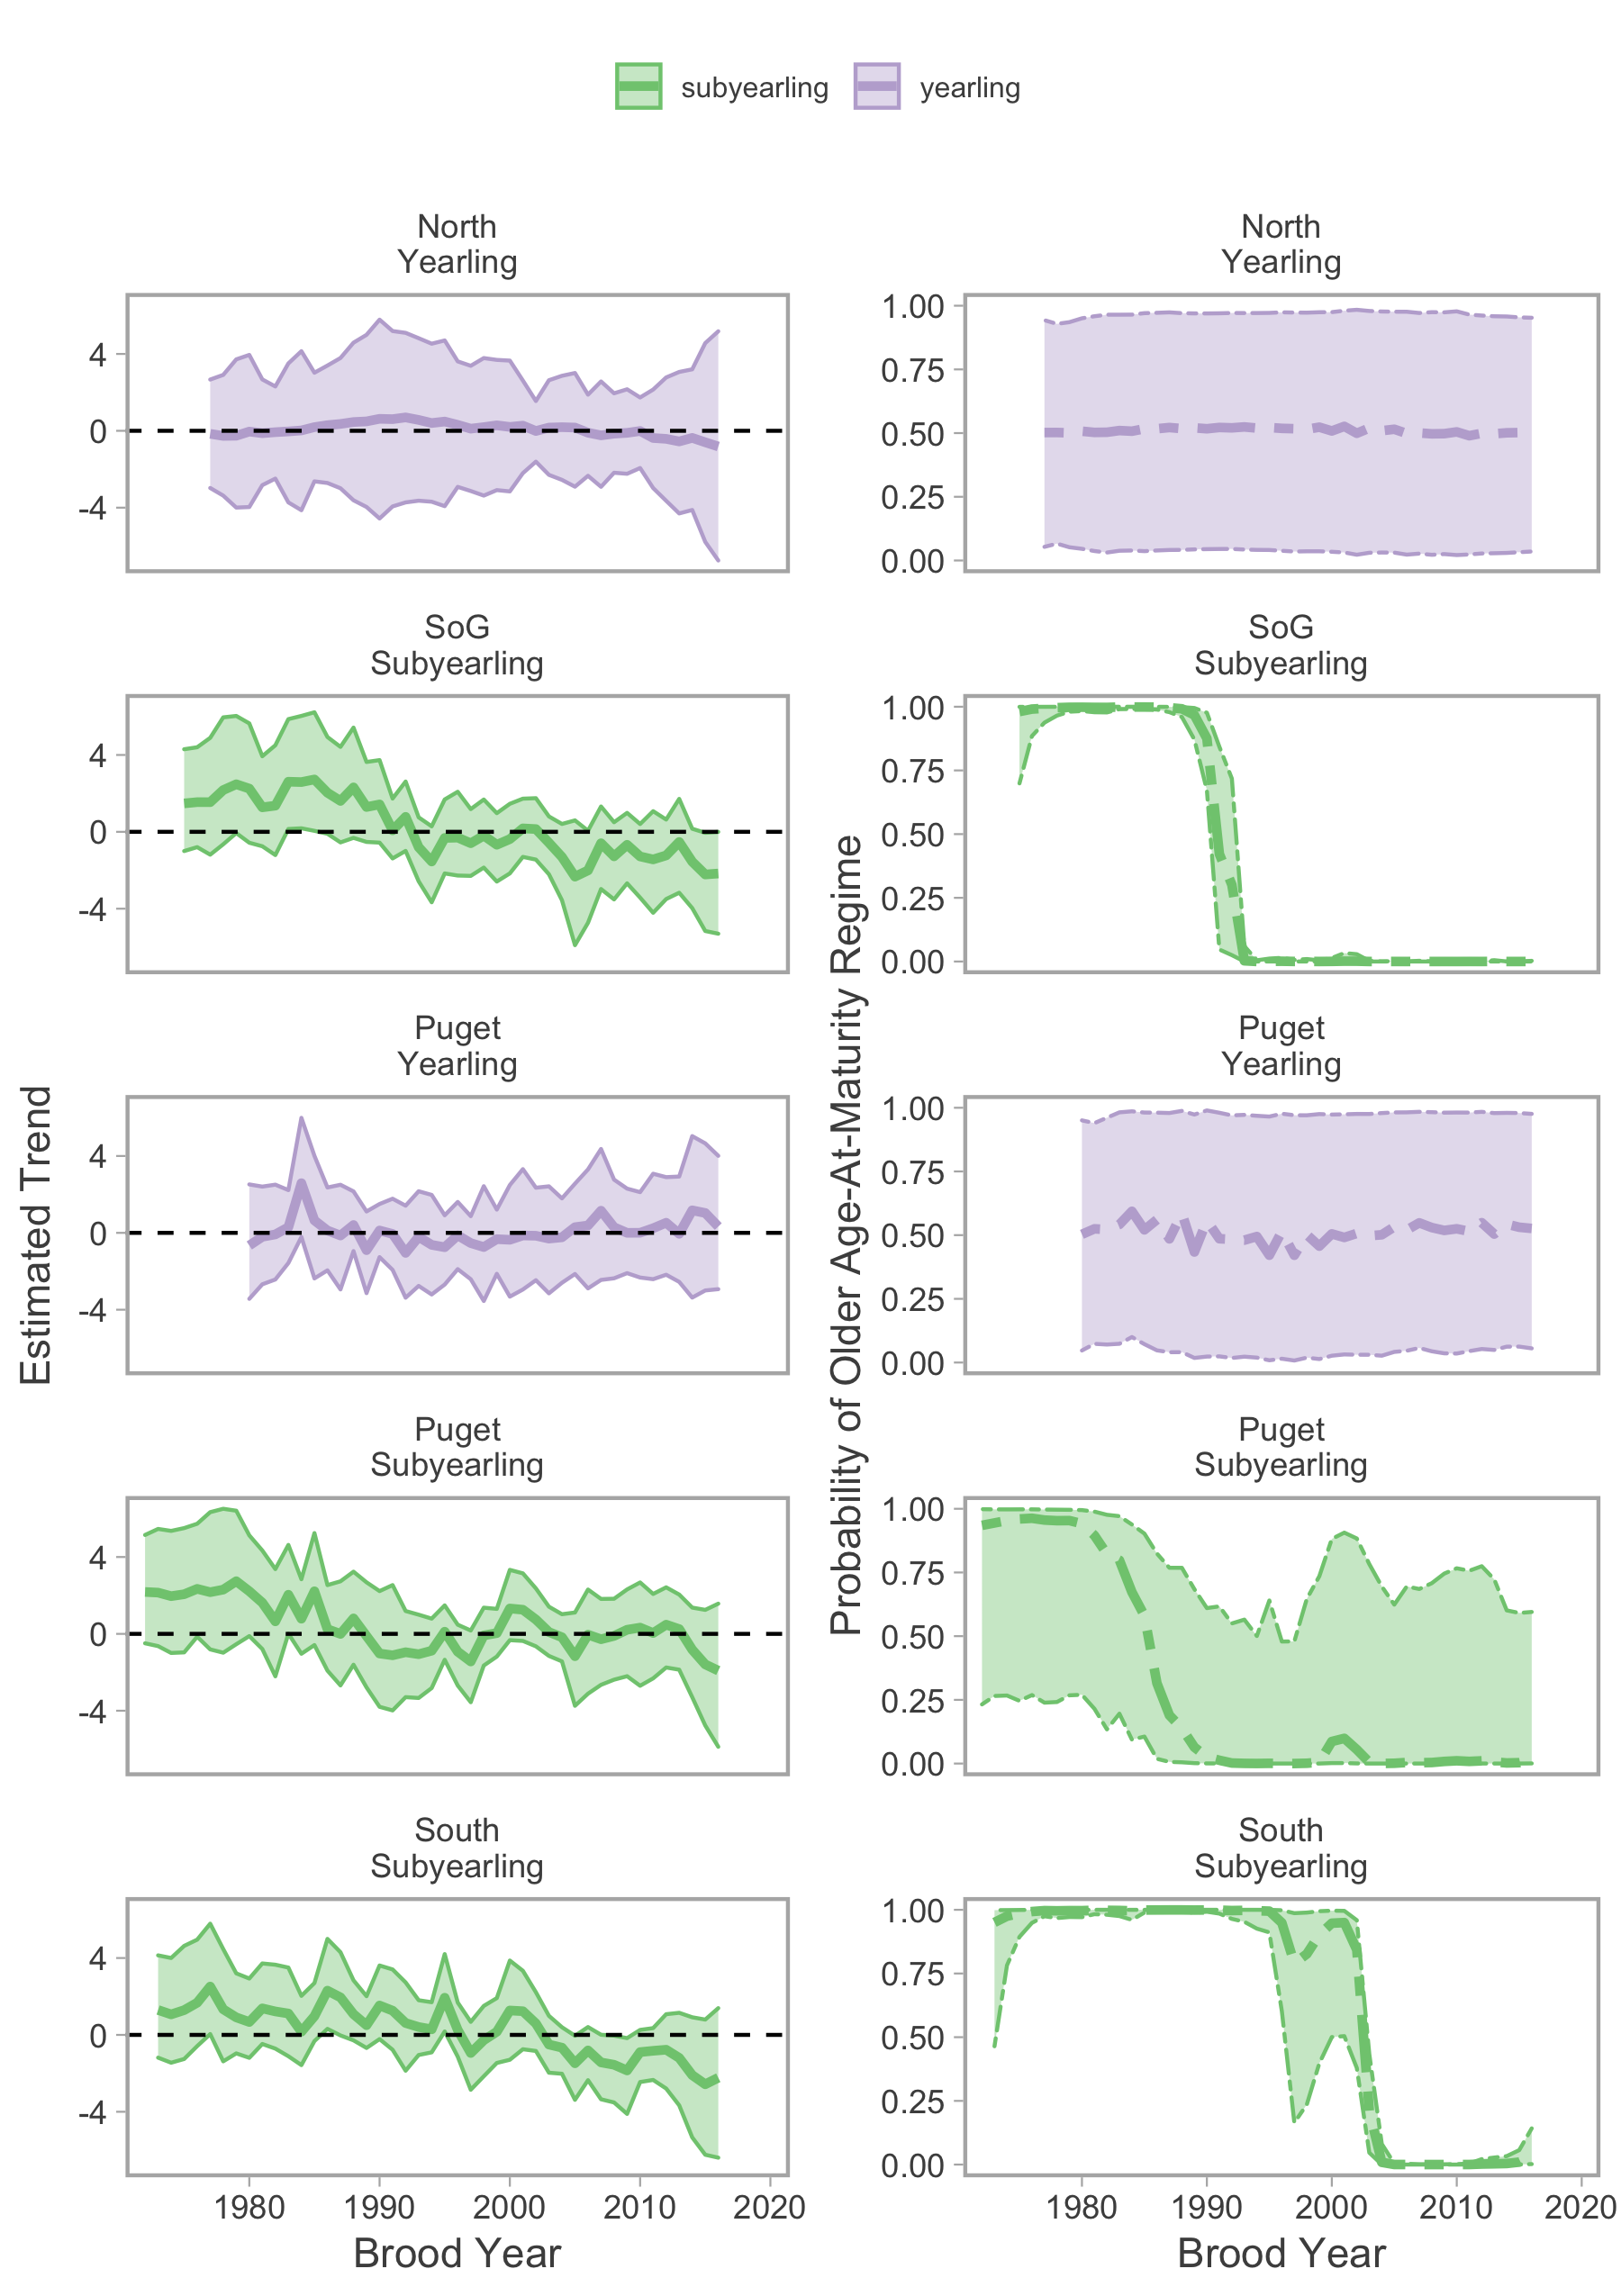 subyearling
yearling
North
Yearling
North
Yearling
4
0
-4
1.00
0.75
0.50
0.25
0.00
SoG
Subyearling
SoG
Subyearling
4
0
-4
1.00
0.75
0.50
0.25
0.00
Puget
Yearling
Puget
Yearling
4
0
-4
1.00
0.75
0.50
0.25
0.00
Estimated Trend
Probability of Older Age-At-Maturity Regime
Puget
Subyearling
Puget
Subyearling
4
0
-4
1.00
0.75
0.50
0.25
0.00
South
Subyearling
South
Subyearling
4
0
-4
1.00
0.75
0.50
0.25
0.00
1980 1990 2000 2010 2020
1980 1990 2000 2010 2020
Brood Year
Brood Year